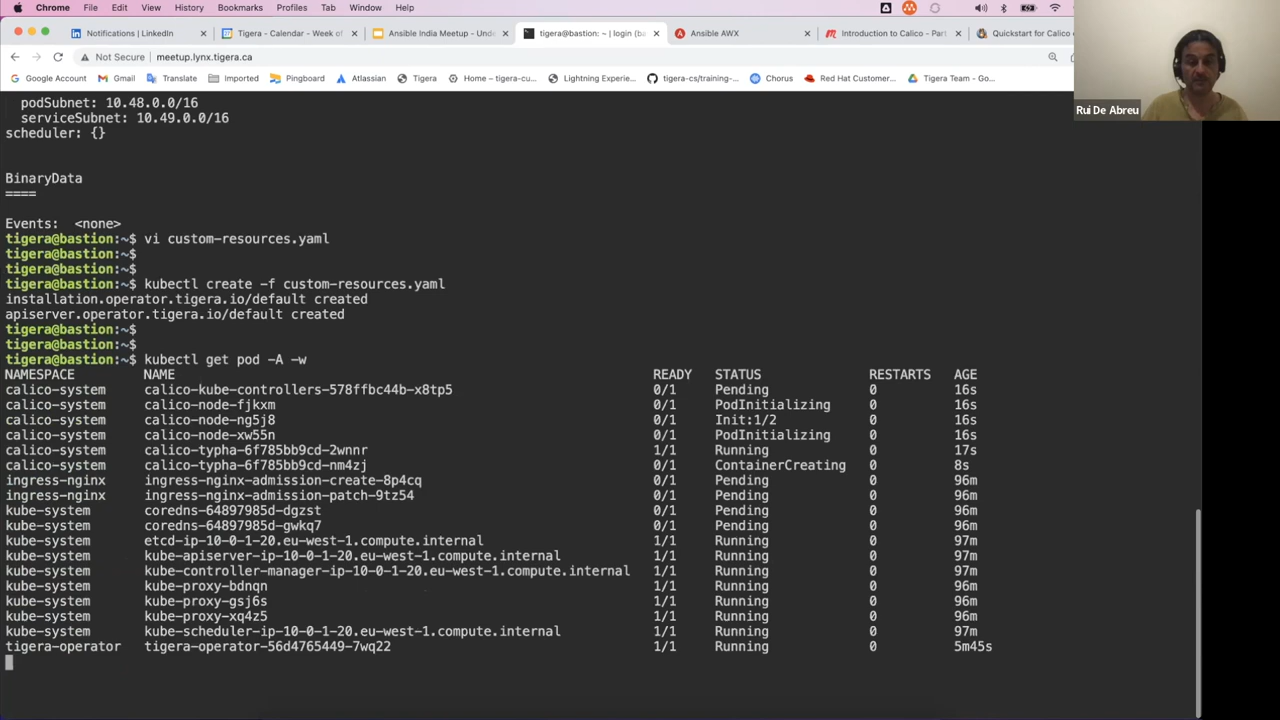 Chrome File Edit View History Bookmarks Profiles Tab Window Help
Notifications | LinkedIn × Tigera - Calendar - Week of × Ansible India Meetup - Unde × tigera@bastion: ~ | login (ba × Ansible AWX × Introduction to Calico - Part × Quickstart for Calico o
Not Secure meetup.lynx.tigera.ca
Google Account Gmail Translate Imported Pingboard Atlassian Tigera Home – tigera-cu... Lightning Experie... tigera-cs/training-... Chorus Red Hat Customer... Tigera Team - Go...
Rui De Abreu
podSubnet: 10.48.0.0/16
serviceSubnet: 10.49.0.0/16
scheduler: {}
BinaryData
====
Events: <none>
tigera@bastion:~$ vi custom-resources.yaml
tigera@bastion:~$
tigera@bastion:~$
tigera@bastion:~$ kubectl create -f custom-resources.yaml
installation.operator.tigera.io/default created
apiserver.operator.tigera.io/default created
tigera@bastion:~$
tigera@bastion:~$
tigera@bastion:~$ kubectl get pod -A -w
NAMESPACE NAME READY STATUS RESTARTS AGE
calico-system calico-kube-controllers-578ffbc44b-x8tp5 0/1 Pending 0 16s
calico-system calico-node-fjkxm 0/1 PodInitializing 0 16s
calico-system calico-node-ng5j8 0/1 Init:1/2 0 16s
calico-system calico-node-xw55n 0/1 PodInitializing 0 16s
calico-system calico-typha-6f785bb9cd-2wnnr 1/1 Running 0 17s
calico-system calico-typha-6f785bb9cd-nm4zj 0/1 ContainerCreating 0 8s
ingress-nginx ingress-nginx-admission-create-8p4cq 0/1 Pending 0 96m
ingress-nginx ingress-nginx-admission-patch-9tz54 0/1 Pending 0 96m
kube-system coredns-64897985d-dgzst 0/1 Pending 0 96m
kube-system coredns-64897985d-gwkq7 0/1 Pending 0 96m
kube-system etcd-ip-10-0-1-20.eu-west-1.compute.internal 1/1 Running 0 97m
kube-system kube-apiserver-ip-10-0-1-20.eu-west-1.compute.internal 1/1 Running 0 97m
kube-system kube-controller-manager-ip-10-0-1-20.eu-west-1.compute.internal 1/1 Running 0 97m
kube-system kube-proxy-bdnqn 1/1 Running 0 96m
kube-system kube-proxy-gsj6s 1/1 Running 0 96m
kube-system kube-proxy-xq4z5 1/1 Running 0 96m
kube-system kube-scheduler-ip-10-0-1-20.eu-west-1.compute.internal 1/1 Running 0 97m
tigera-operator tigera-operator-56d4765449-7wq22 1/1 Running 0 5m45s